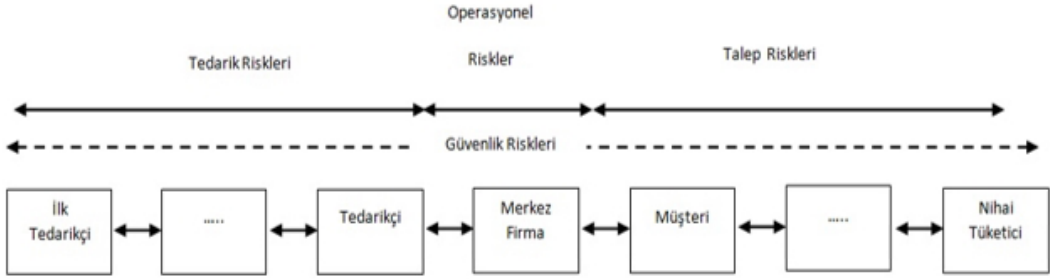 Operasyonel
Riskler
Tedarik Riskleri
Talep Riskleri
Güvenlik Riskleri
İlk
Tedarikçi
.....
Tedarikçi
Merkez
Firma
Müşteri
.....
Nihai
Tüketici